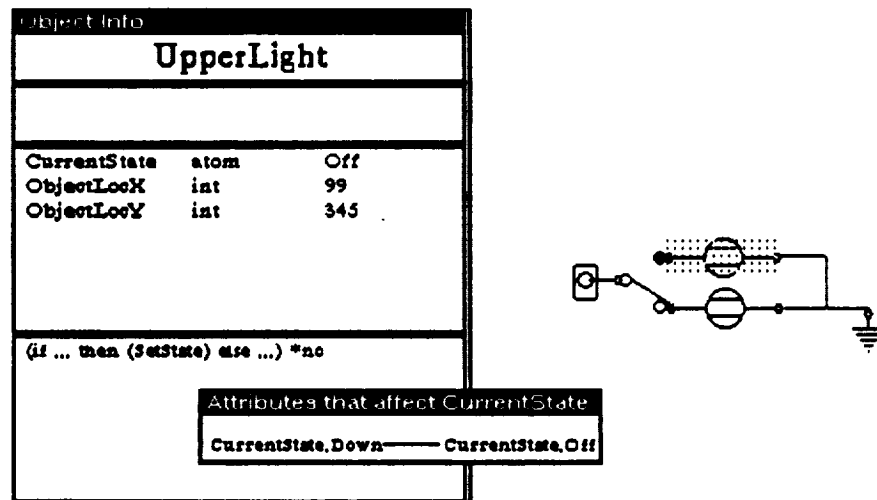 Object Info
UpperLight
CurrentState atom Off
ObjectLocX int 99
ObjectLocY int 345
(if ... then (SetState) else ...) *no
Attributes that affect CurrentState
CurrentState,Down CurrentState,Off